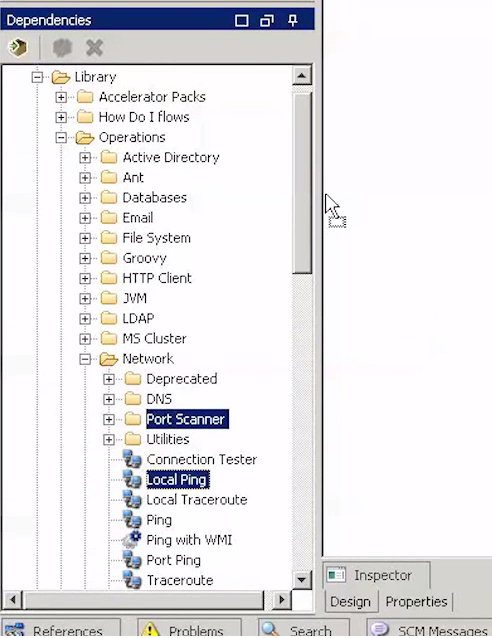 Dependencies
Library
Accelerator Packs
How Do I flows
Operations
Active Directory
Ant
Databases
Email
File System
Groovy
HTTP Client
JVM
LDAP
MS Cluster
Network
Deprecated
DNS
Port Scanner
Utilities
Connection Tester
Local Ping
Local Traceroute
Ping
Ping with WMI
Port Ping
Traceroute
Inspector
Design Properties
References Problems Search SCM Messages